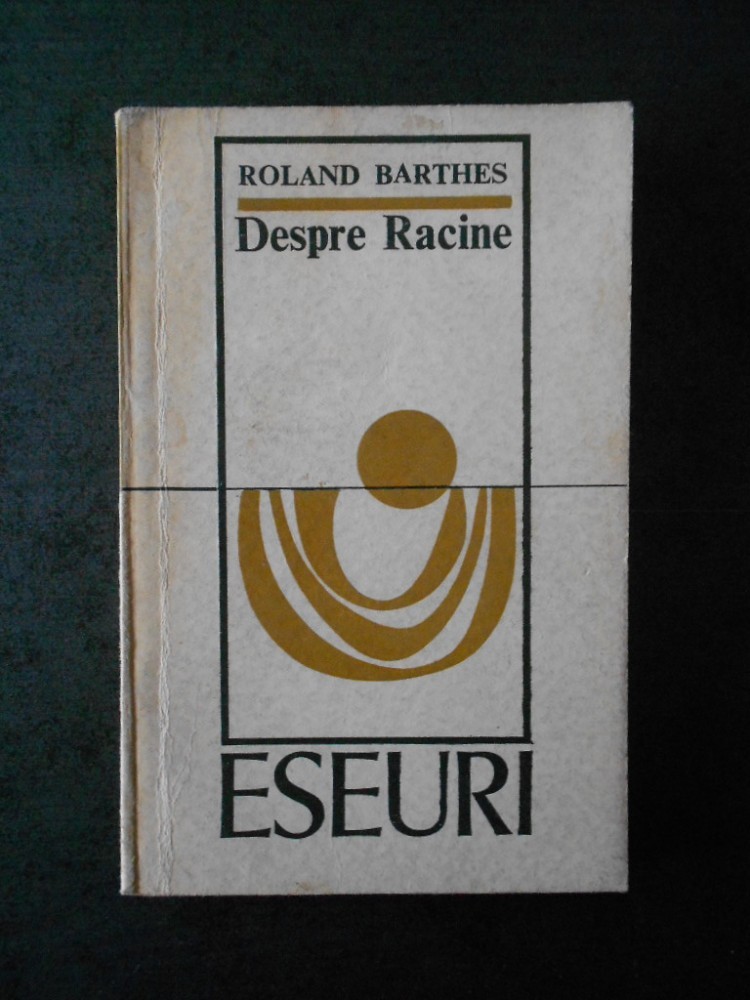 ROLAND BARTHES
Despre Racine
ESEURI